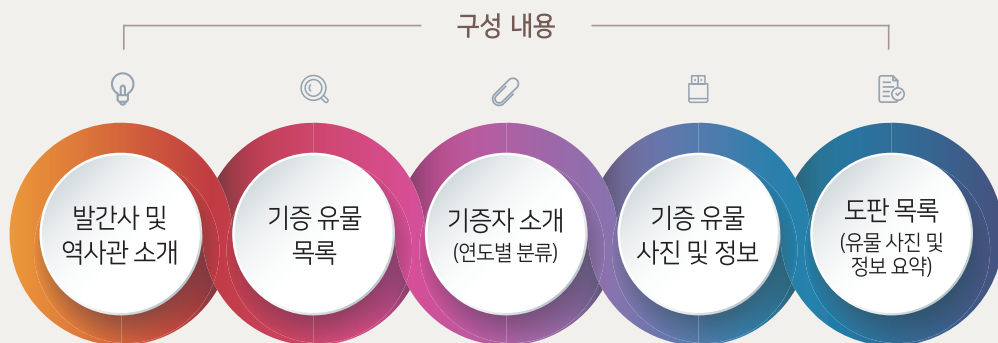 구성 내용
발간사 및
역사관 소개
기증 유물
목록
기증자 소개
(연도별 분류)
기증 유물
사진 및 정보
도판 목록
(유물 사진 및
정보 요약)